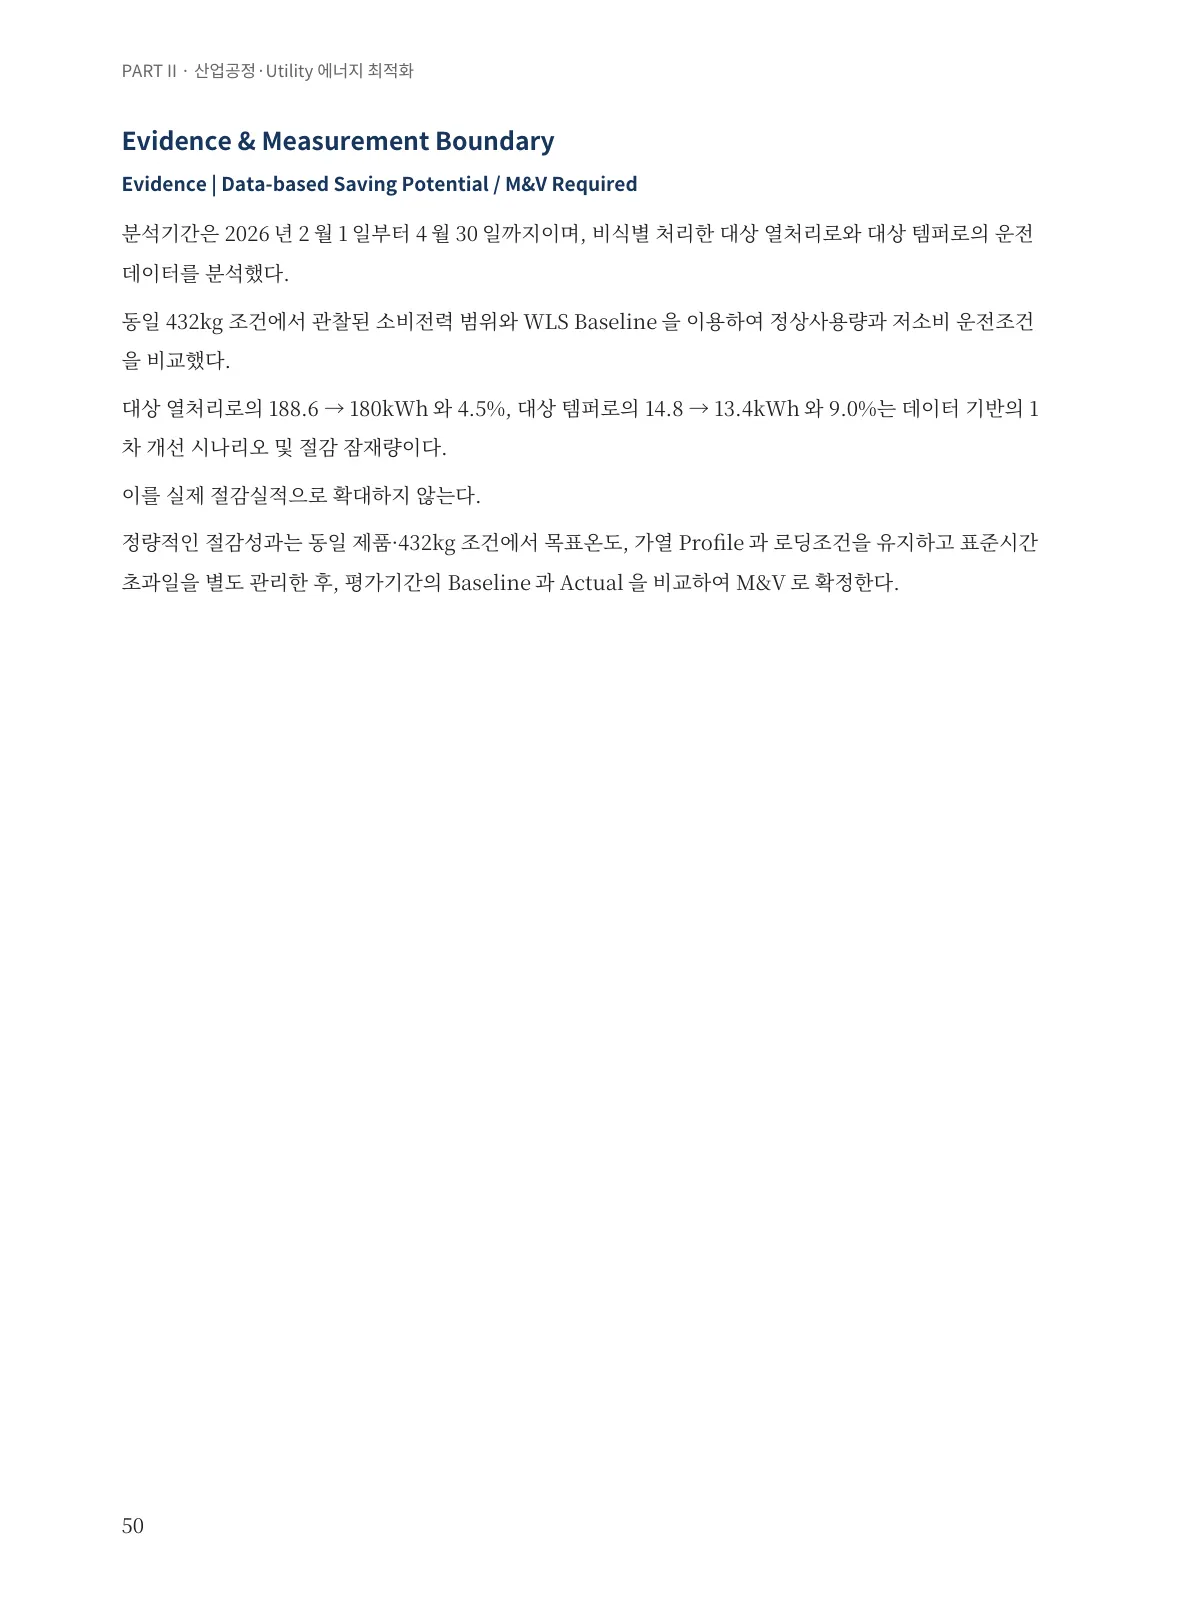 PART II · 산업공정·Utility 에너지 최적화
Evidence & Measurement Boundary
Evidence | Data-based Saving Potential / M&V Required
분석기간은 2026 년 2 월 1 일부터 4 월 30 일까지이며, 비식별 처리한 대상 열처리로와 대상 템퍼로의 운전
데이터를 분석했다.
동일 432kg 조건에서 관찰된 소비전력 범위와 WLS Baseline 을 이용하여 정상사용량과 저소비 운전조건
을 비교했다.
대상 열처리로의 188.6 → 180kWh 와 4.5%, 대상 템퍼로의 14.8 → 13.4kWh 와 9.0%는 데이터 기반의 1
차 개선 시나리오 및 절감 잠재량이다.
이를 실제 절감실적으로 확대하지 않는다.
정량적인 절감성과는 동일 제품·432kg 조건에서 목표온도, 가열 Profile 과 로딩조건을 유지하고 표준시간
초과일을 별도 관리한 후, 평가기간의 Baseline 과 Actual 을 비교하여 M&V 로 확정한다.
50